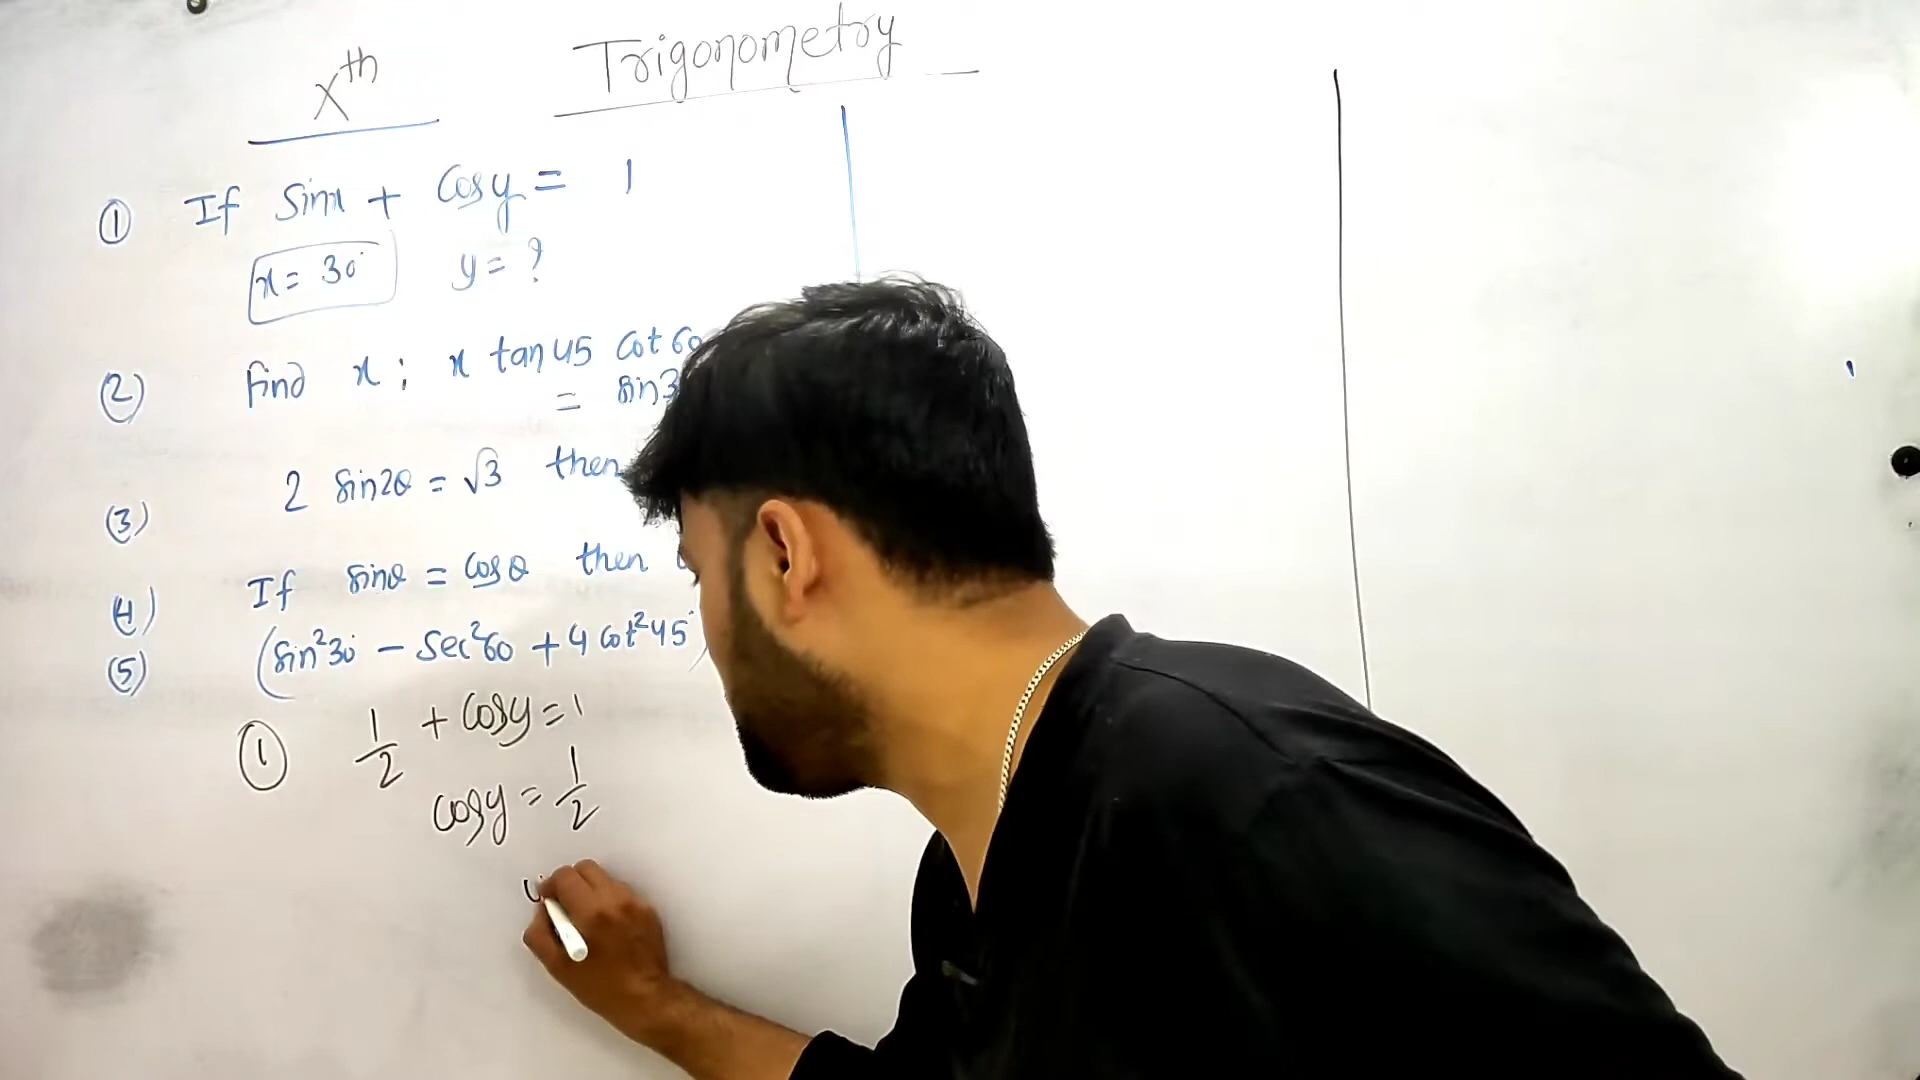 Xth Trigonometry
① If Sinx + Cosy = 1
x = 30° y = ?
(2) Find x : x tan45 Cot60
= sin3
(3) 2 sin2θ = √3 then
(4) If sinθ = Cosθ then
(5) (sin²30° - Sec²60 + 4 Cot²45°)
① 1/2 + Cosy = 1
Cosy = 1/2